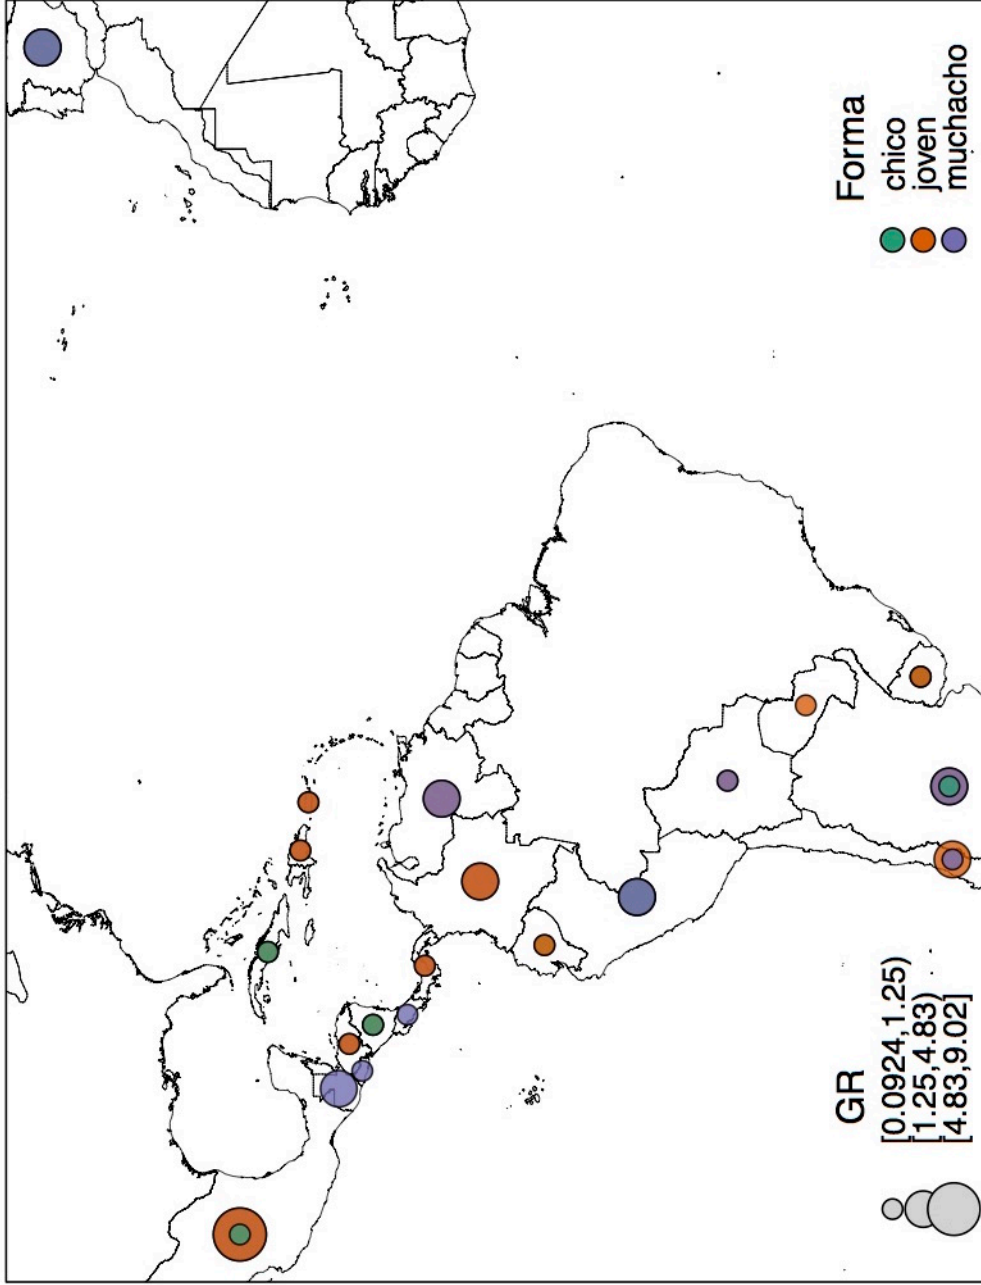 GR
[0.0924,1.25)
[1.25,4.83)
[4.83,9.02]
Forma
chico
joven
muchacho